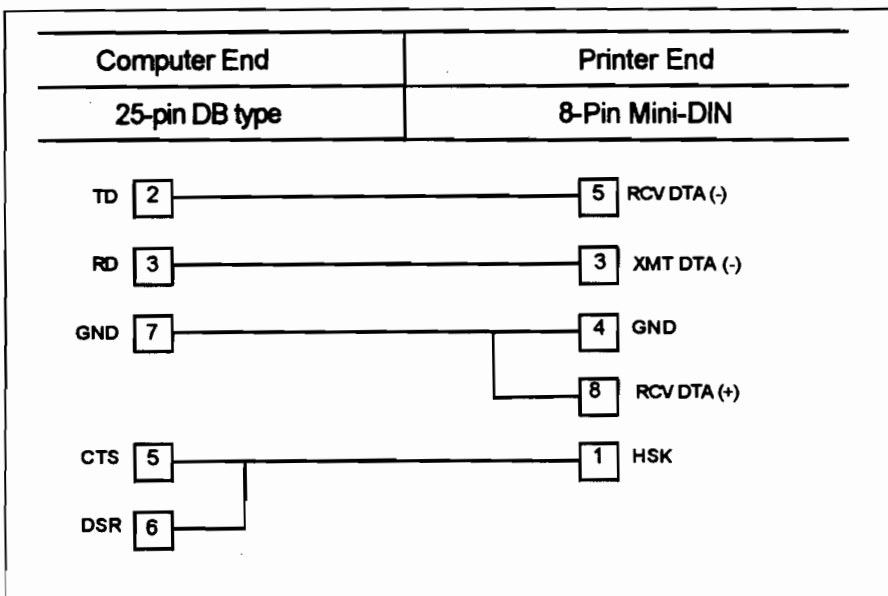 Computer End Printer End
25-pin DB type 8-Pin Mini-DIN
TD 2 5 RCV DTA (-)
RD 3 3 XMT DTA (-)
GND 7 4 GND
8 RCV DTA (+)
CTS 5 1 HSK
DSR 6